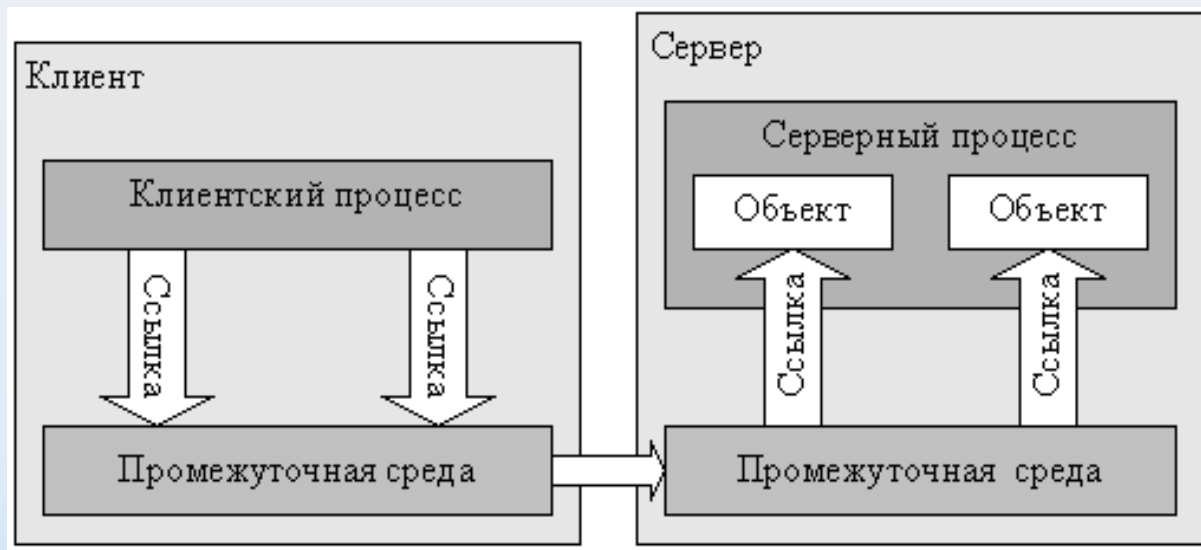 Клиент
Клиентский процесс
Ссылка
Ссылка
Промежуточная среда
Сервер
Серверный процесс
Объект
Объект
Ссылка
Ссылка
Промежуточная среда